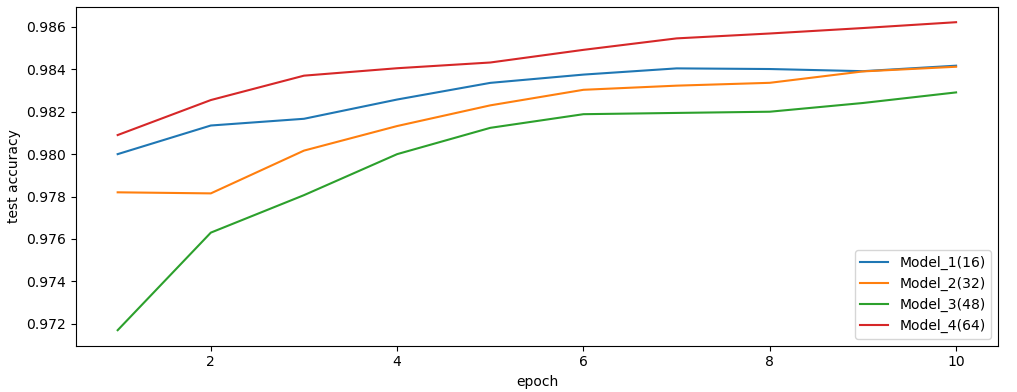 0.986
0.984
0.982
0.980
0.978
0.976
0.974
0.972
test accuracy
2 4 6 8 10
epoch
Model_1(16)
Model_2(32)
Model_3(48)
Model_4(64)